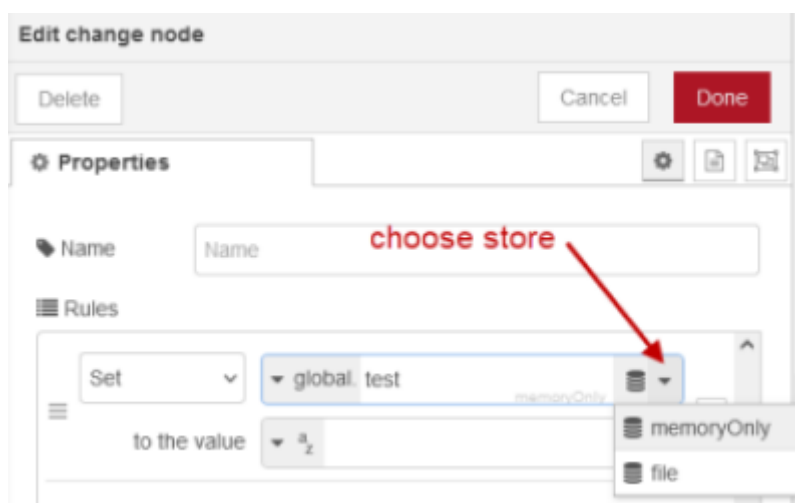 Edit change node
Delete Cancel Done
Properties
Name Name choose store
Rules
Set global. test memoryOnly
to the value a z
memoryOnly
file